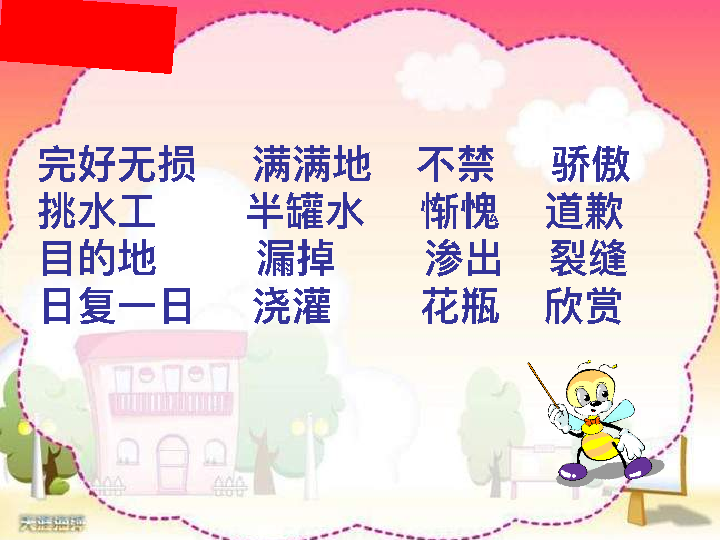 完好无损 满满地 不禁 骄傲
挑水工 半罐水 惭愧 道歉
目的地 漏掉 渗出 裂缝
日复一日 浇灌 花瓶 欣赏